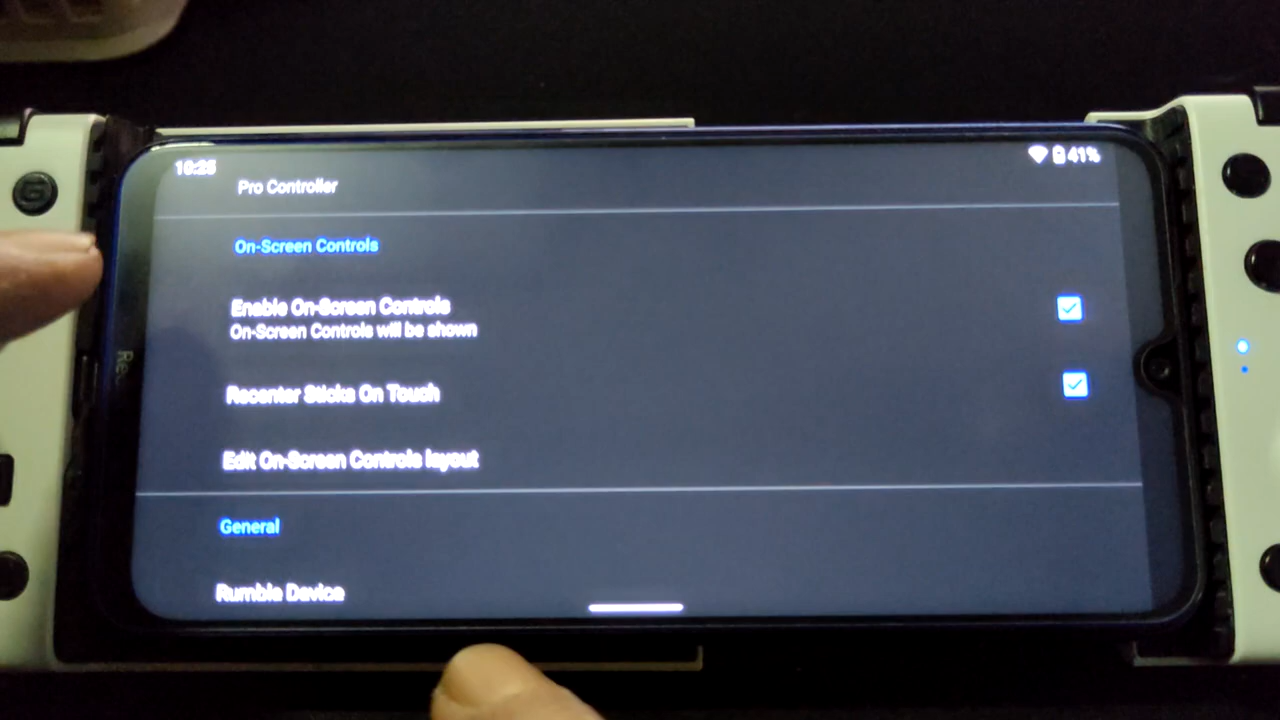 10:25
41%
Pro Controller
On-Screen Controls
Enable On-Screen Controls
On-Screen Controls will be shown
Recenter Sticks On Touch
Edit On-Screen Controls layout
General
Rumble Device